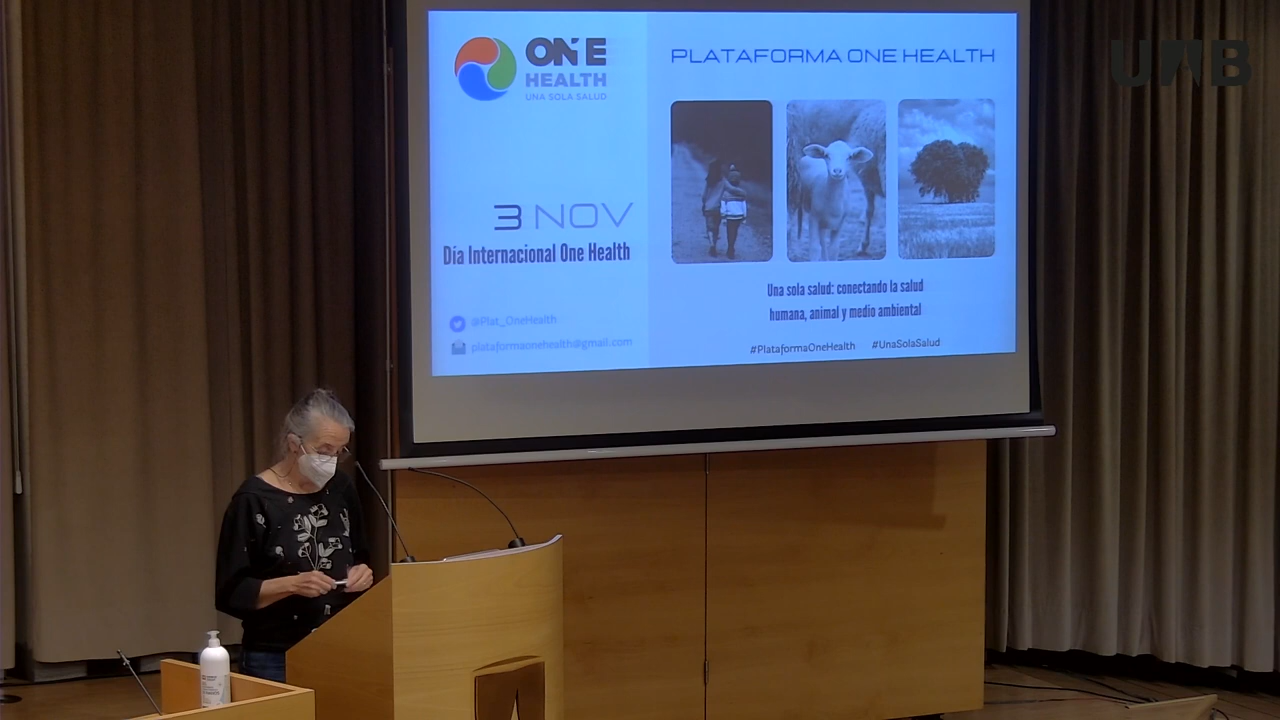 ONE
HEALTH
UNA SOLA SALUD
3 NOV
Día Internacional One Health
@Plat_OneHealth
plataformaonehealth@gmail.com
PLATAFORMA ONE HEALTH
Una sola salud: conectando la salud
humana, animal y medio ambiental
#PlataformaOneHealth #UnaSolaSalud
UAB